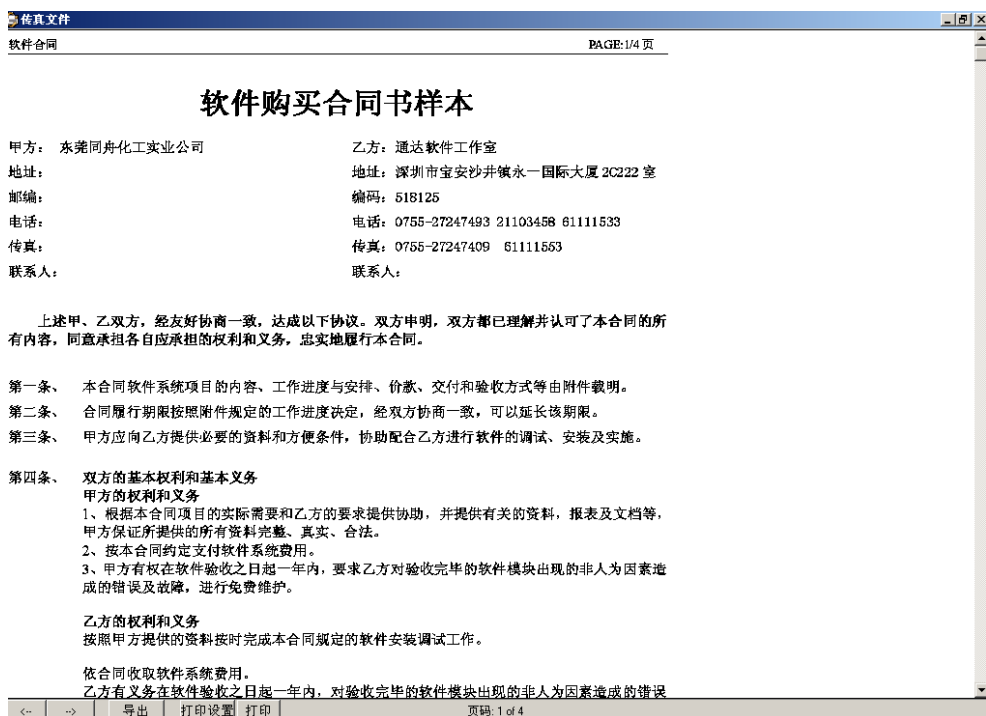 传真文件
软件合同 PAGE:1/4 页
软件购买合同书样本
甲方： 东莞同舟化工实业公司 乙方：通达软件工作室
地址： 地址：深圳市宝安沙井镇永一国际大厦 2C222 室
邮编： 编码：518125
电话： 电话：0755-27247493 21103458 61111533
传真： 传真：0755-27247409 61111553
联系人： 联系人：
上述甲、乙双方，经友好协商一致，达成以下协议。双方申明，双方都已理解并认可了本合同的所
有内容，同意承担各自应承担的权利和义务，忠实地履行本合同。
第一条、 本合同软件系统项目的内容、工作进度与安排、价款、交付和验收方式等由附件载明。
第二条、 合同履行期限按照附件规定的工作进度决定，经双方协商一致，可以延长该期限。
第三条、 甲方应向乙方提供必要的资料和方便条件，协助配合乙方进行软件的调试、安装及实施。
第四条、 双方的基本权利和基本义务
甲方的权利和义务
1、根据本合同项目的实际需要和乙方的要求提供协助，并提供有关的资料，报表及文档等，
甲方保证所提供的所有资料完整、真实、合法。
2、按本合同约定支付软件系统费用。
3、甲方有权在软件验收之日起一年内，要求乙方对验收完毕的软件模块出现的非人为因素造
成的错误及故障，进行免费维护。
乙方的权利和义务
按照甲方提供的资料按时完成本合同规定的软件安装调试工作。
依合同收取软件系统费用。
乙方有义务在软件验收之日起一年内，对验收完毕的软件模块出现的非人为因素造成的错误
<-- --> 导出 打印设置 打印 页码: 1 of 4